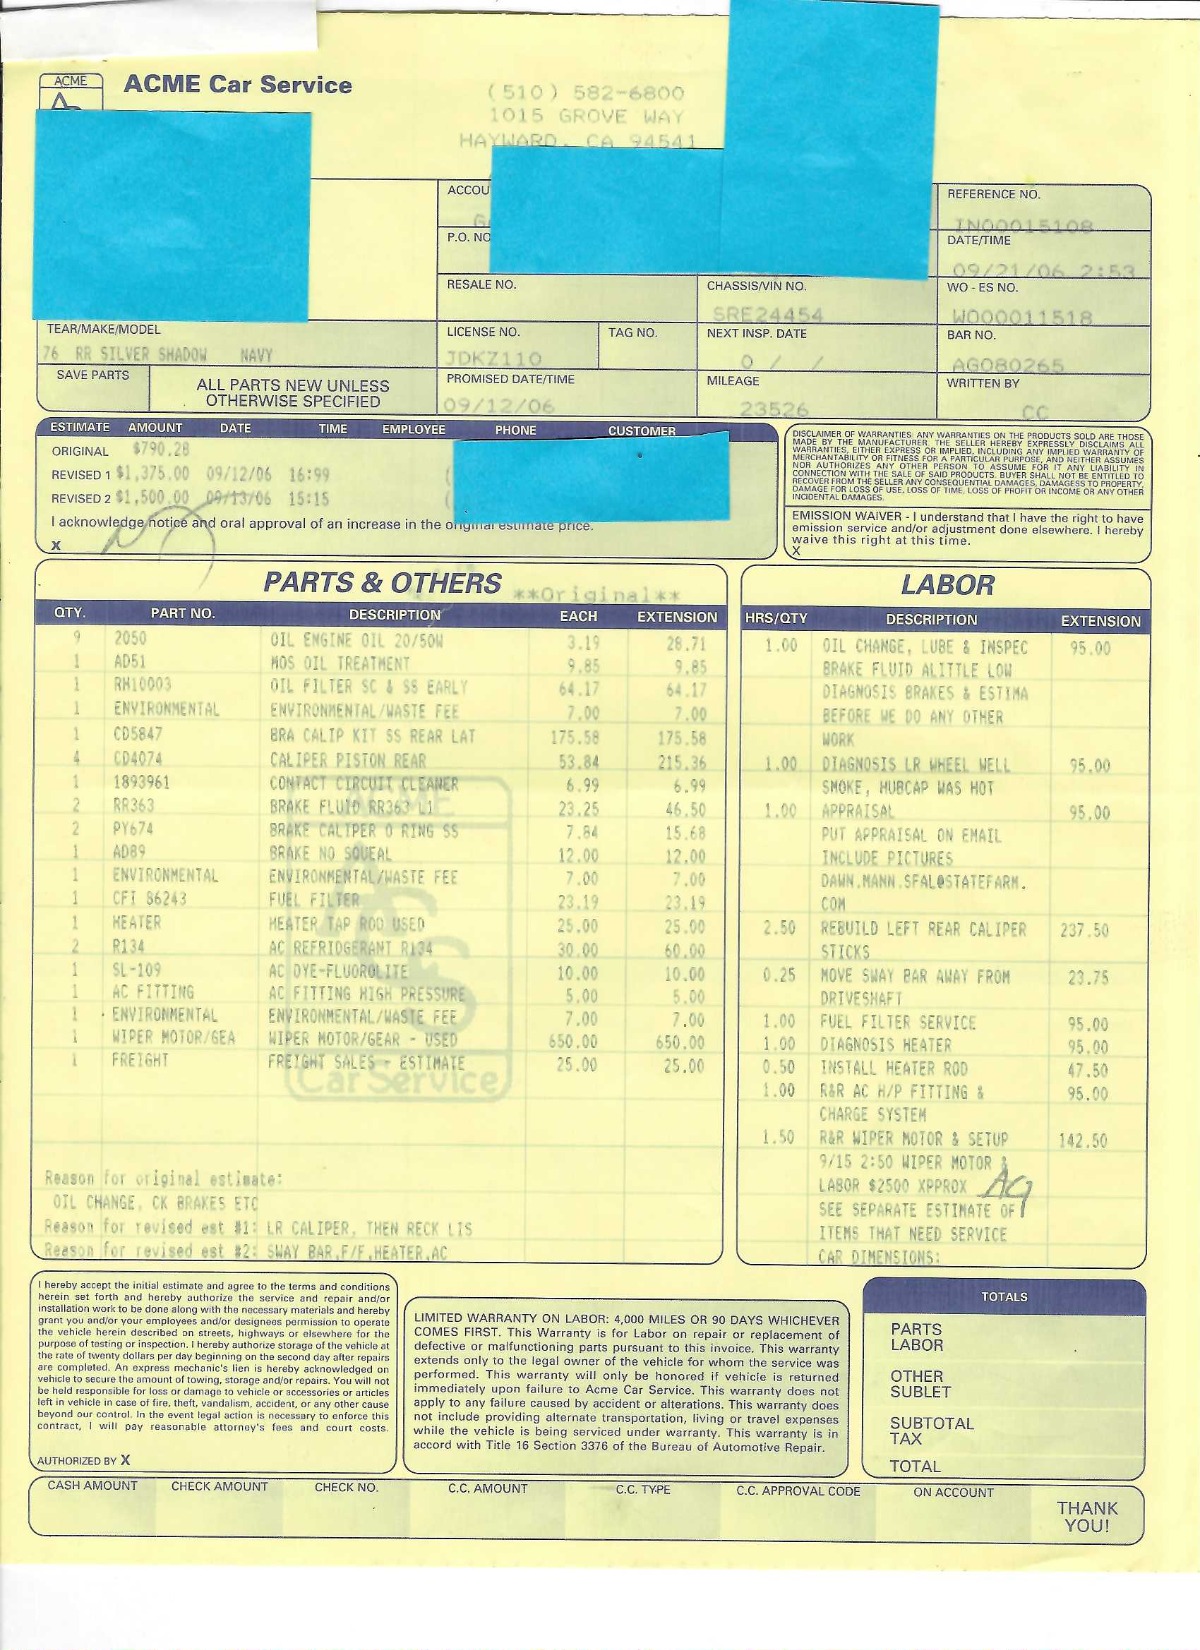 ACME
ACME Car Service
(510) 582-6800
1015 GROVE WAY
HAYWARD, CA 94541
ACCOU
REFERENCE NO.
IN00015108
P.O. NO
DATE/TIME
09/21/06 2:53
RESALE NO.
CHASSIS/VIN NO.
SRE24454
WO - ES NO.
WO00011518
TEAR/MAKE/MODEL
76 RR SILVER SHADOW NAVY
LICENSE NO.
JDKZ110
TAG NO.
NEXT INSP. DATE
0 / /
BAR NO.
AG080265
SAVE PARTS
ALL PARTS NEW UNLESS
OTHERWISE SPECIFIED
PROMISED DATE/TIME
09/12/06
MILEAGE
23526
WRITTEN BY
CC
ESTIMATE AMOUNT DATE TIME EMPLOYEE PHONE CUSTOMER
ORIGINAL $790.28
REVISED 1 $1,375.00 09/12/06 16:99 (
REVISED 2 $1,500.00 09/13/06 15:15 (
I acknowledge notice and oral approval of an increase in the original estimate price.
X
DISCLAIMER OF WARRANTIES: ANY WARRANTIES ON THE PRODUCTS SOLD ARE THOSE
MADE BY THE MANUFACTURER. THE SELLER HEREBY EXPRESSLY DISCLAIMS ALL
WARRANTIES, EITHER EXPRESS OR IMPLIED, INCLUDING ANY IMPLIED WARRANTY OF
MERCHANTABILITY OR FITNESS FOR A PARTICULAR PURPOSE, AND NEITHER ASSUMES
NOR AUTHORIZES ANY OTHER PERSON TO ASSUME FOR IT ANY LIABILITY IN
CONNECTION WITH THE SALE OF SAID PRODUCTS. BUYER SHALL NOT BE ENTITLED TO
RECOVER FROM THE SELLER ANY CONSEQUENTIAL DAMAGES, DAMAGESS TO PROPERTY,
DAMAGE FOR LOSS OF USE, LOSS OF TIME, LOSS OF PROFIT OR INCOME OR ANY OTHER
INCIDENTAL DAMAGES.
EMISSION WAIVER - I understand that I have the right to have
emission service and/or adjustment done elsewhere. I hereby
waive this right at this time.
X
PARTS & OTHERS **Original**
QTY. PART NO. DESCRIPTION EACH EXTENSION
9 2050 OIL ENGINE OIL 20/50W 3.19 28.71
1 AD51 MOS OIL TREATMENT 9.85 9.85
1 RH10003 OIL FILTER SC & SS EARLY 64.17 64.17
1 ENVIRONMENTAL ENVIRONMENTAL/WASTE FEE 7.00 7.00
1 CD5847 BRA CALIP KIT SS REAR LAT 175.58 175.58
4 CD4074 CALIPER PISTON REAR 53.84 215.36
1 1893961 CONTACT CIRCUIT CLEANER 6.99 6.99
2 RR363 BRAKE FLUID RR363 L1 23.25 46.50
2 PY674 BRAKE CALIPER O RING SS 7.84 15.68
1 AD89 BRAKE NO SQUEAL 12.00 12.00
1 ENVIRONMENTAL ENVIRONMENTAL/WASTE FEE 7.00 7.00
1 CFI 86243 FUEL FILTER 23.19 23.19
1 HEATER HEATER TAP ROD USED 25.00 25.00
2 R134 AC REFRIDGERANT R134 30.00 60.00
1 SL-109 AC DYE-FLUOROLITE 10.00 10.00
1 AC FITTING AC FITTING HIGH PRESSURE 5.00 5.00
1 ENVIRONMENTAL ENVIRONMENTAL/WASTE FEE 7.00 7.00
1 WIPER MOTOR/GEA WIPER MOTOR/GEAR - USED 650.00 650.00
1 FREIGHT FREIGHT SALES - ESTIMATE 25.00 25.00
ACME
Car Service
Reason for original estimate:
OIL CHANGE, CK BRAKES ETC
Reason for revised est #1: LR CALIPER, THEN RECK LIS
Reason for revised est #2: SWAY BAR,F/F,HEATER,AC
LABOR
HRS/QTY DESCRIPTION EXTENSION
1.00 OIL CHANGE, LUBE & INSPEC 95.00
BRAKE FLUID ALITTLE LOW
DIAGNOSIS BRAKES & ESTIMA
BEFORE WE DO ANY OTHER
WORK
1.00 DIAGNOSIS LR WHEEL WELL 95.00
SMOKE, HUBCAP WAS HOT
1.00 APPRAISAL 95.00
PUT APPRAISAL ON EMAIL
INCLUDE PICTURES
DAWN.MANN.SFAL@STATEFARM.
COM
2.50 REBUILD LEFT REAR CALIPER 237.50
STICKS
0.25 MOVE SWAY BAR AWAY FROM 23.75
DRIVESHAFT
1.00 FUEL FILTER SERVICE 95.00
1.00 DIAGNOSIS HEATER 95.00
0.50 INSTALL HEATER ROD 47.50
1.00 R&R AC H/P FITTING & 95.00
CHARGE SYSTEM
1.50 R&R WIPER MOTOR & SETUP 142.50
9/15 2:50 WIPER MOTOR &
LABOR $2500 XPPROX
SEE SEPARATE ESTIMATE OF
ITEMS THAT NEED SERVICE
CAR DIMENSIONS:
I hereby accept the initial estimate and agree to the terms and conditions
herein set forth and hereby authorize the service and repair and/or
installation work to be done along with the necessary materials and hereby
grant you and/or your employees and/or designees permission to operate
the vehicle herein described on streets, highways or elsewhere for the
purpose of testing or inspection. I hereby authorize storage of the vehicle at
the rate of twenty dollars per day beginning on the second day after repairs
are completed. An express mechanic's lien is hereby acknowledged on
vehicle to secure the amount of towing, storage and/or repairs. You will not
be held responsible for loss or damage to vehicle or accessories or articles
left in vehicle in case of fire, theft, vandalism, accident, or any other cause
beyond our control. In the event legal action is necessary to enforce this
contract, I will pay reasonable attorney's fees and court costs.
AUTHORIZED BY X
LIMITED WARRANTY ON LABOR: 4,000 MILES OR 90 DAYS WHICHEVER
COMES FIRST. This Warranty is for Labor on repair or replacement of
defective or malfunctioning parts pursuant to this invoice. This warranty
extends only to the legal owner of the vehicle for whom the service was
performed. This warranty will only be honored if vehicle is returned
immediately upon failure to Acme Car Service. This warranty does not
apply to any failure caused by accident or alterations. This warranty does
not include providing alternate transportation, living or travel expenses
while the vehicle is being serviced under warranty. This warranty is in
accord with Title 16 Section 3376 of the Bureau of Automotive Repair.
TOTALS
PARTS
LABOR
OTHER
SUBLET
SUBTOTAL
TAX
TOTAL
CASH AMOUNT CHECK AMOUNT CHECK NO. C.C. AMOUNT C.C. TYPE C.C. APPROVAL CODE ON ACCOUNT
THANK
YOU!